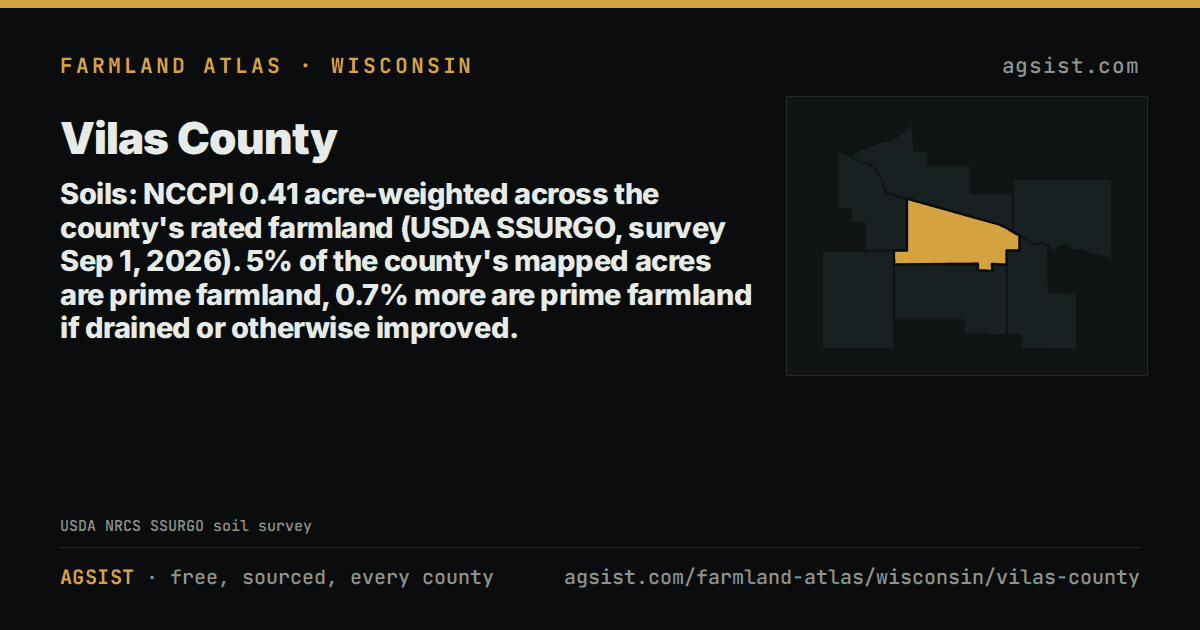 FARMLAND ATLAS · WISCONSIN
agsist.com
Vilas County
Soils: NCCPI 0.41 acre-weighted across the
county's rated farmland (USDA SSURGO, survey
Sep 1, 2026). 5% of the county's mapped acres
are prime farmland, 0.7% more are prime farmland
if drained or otherwise improved.
USDA NRCS SSURGO soil survey
AGSIST · free, sourced, every county
agsist.com/farmland-atlas/wisconsin/vilas-county